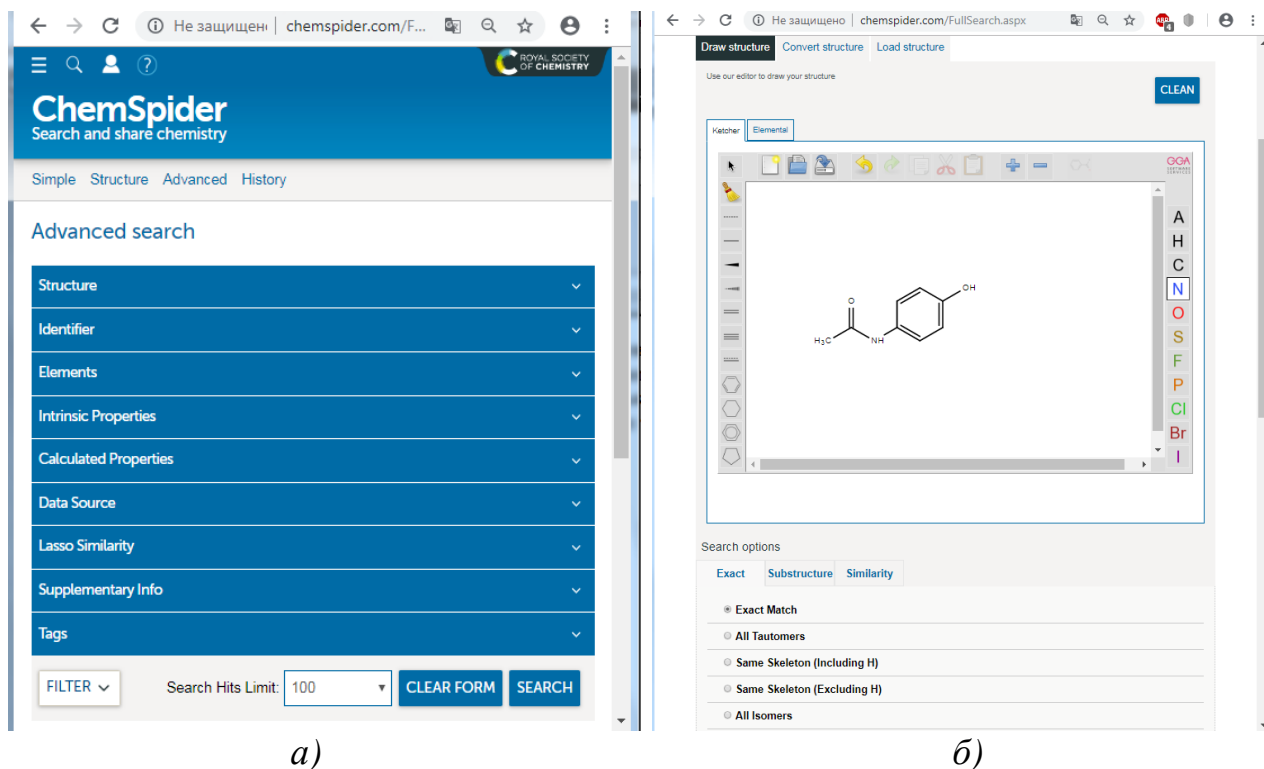 Не защищен
chemspider.com/F...
ROYAL SOCIETY
OF CHEMISTRY
ChemSpider
Search and share chemistry
Simple Structure Advanced History
Advanced search
Structure
Identifier
Elements
Intrinsic Properties
Calculated Properties
Data Source
Lasso Similarity
Supplementary Info
Tags
FILTER
Search Hits Limit: 100
CLEAR FORM
SEARCH
а)
Не защищено
chemspider.com/FullSearch.aspx
ABP
4
Draw structure Convert structure Load structure
Use our editor to draw your structure
CLEAN
Ketcher Elemental
GGA
SOFTWARE
SERVICES
A
H
C
N
O
S
F
P
Cl
Br
I
O
OH
H₃C
NH
Search options
Exact Substructure Similarity
Exact Match
All Tautomers
Same Skeleton (Including H)
Same Skeleton (Excluding H)
All Isomers
б)